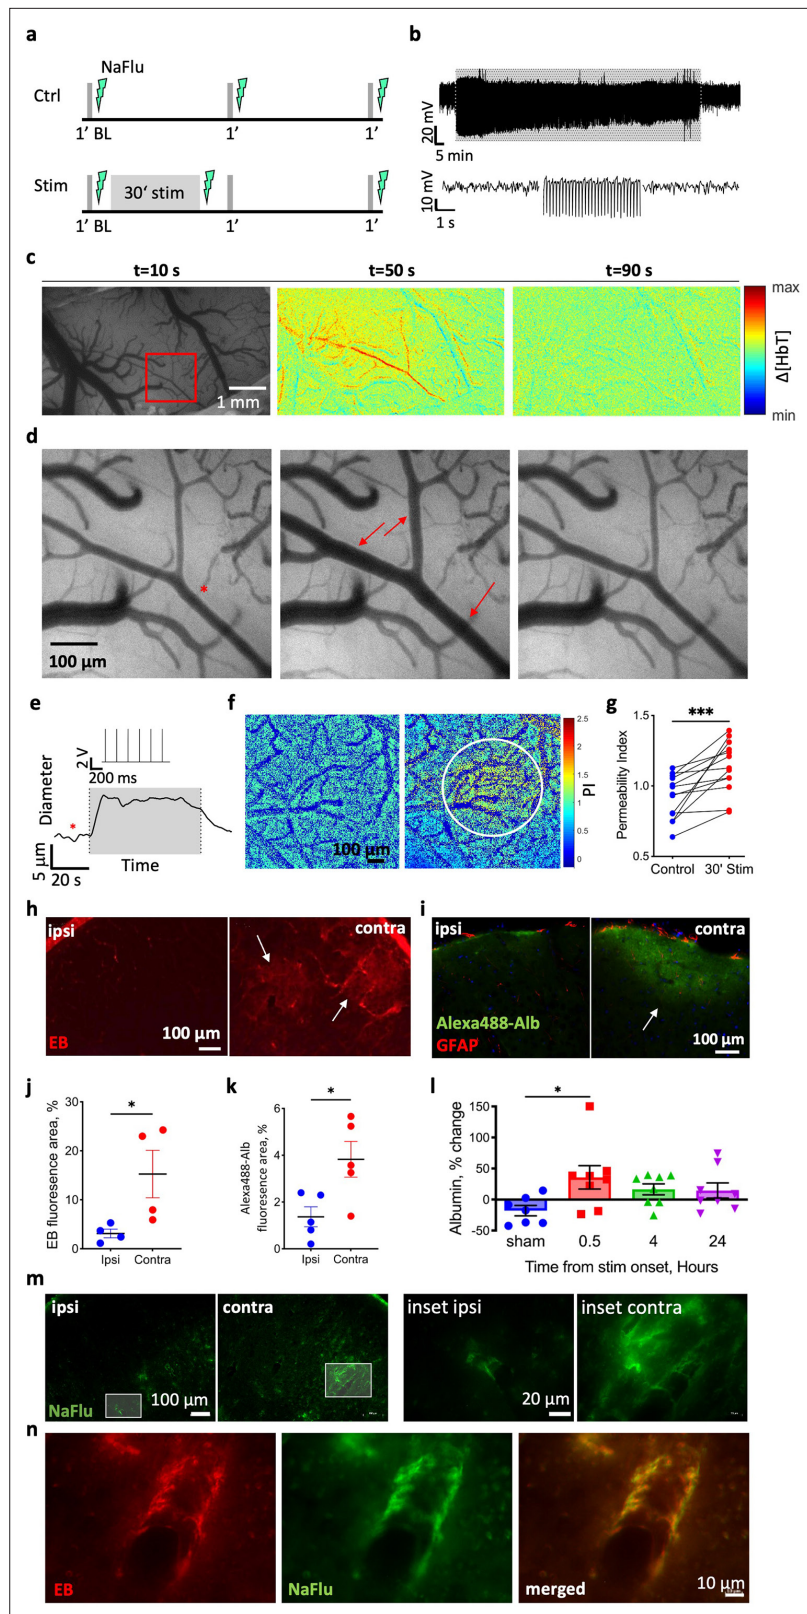 a
NaFlu
Ctrl
1’ BL
1’
1’
Stim
30‘ stim
1’ BL
1’
1’
b
20 mV
5 min
10 mV
1 s
c
t=10 s
t=50 s
t=90 s
1 mm
max
Δ[HbT]
min
d
*
100 µm
e
2 V
200 ms
Diameter
*
5 µm
20 s
Time
f
100 µm
2.5
2
1.5
1
0.5
0
PI
g
***
Permeability Index
1.5
1.0
0.5
Control
30' Stim
h
ipsi
contra
EB
100 µm
i
ipsi
contra
Alexa488-Alb
GFAP
100 µm
j
*
EB fluoresence area, %
30
20
10
0
Ipsi
Contra
k
*
Alexa488-Alb
fluoresence area, %
6
4
2
0
Ipsi
Contra
l
*
Albumin, % change
150
100
50
0
-50
sham
0.5
4
24
Time from stim onset, Hours
m
ipsi
contra
inset ipsi
inset contra
NaFlu
100 µm
20 µm
n
EB
NaFlu
merged
10 µm